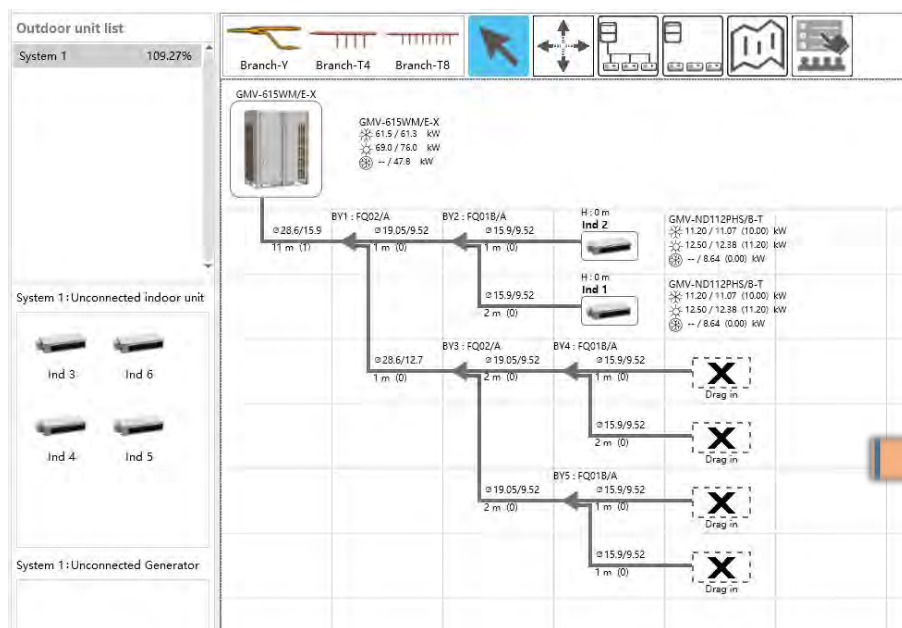 Outdoor unit list
System 1 109.27%
Branch-Y Branch-T4 Branch-T8
GMV-615WM/E-X
GMV-615WM/E-X
61.5 / 61.3 kW
69.0 / 76.0 kW
-- / 47.8 kW
BY1 : FQ02/A BY2 : FQ01B/A
H : 0 m
Ind 2
GMV-ND112PHS/B-T
11.20 / 11.07 (10.00) kW
12.50 / 12.38 (11.20) kW
-- / 8.64 (0.00) kW
⌀28.6/15.9 ⌀19.05/9.52 ⌀15.9/9.52
11 m (1) 1 m (0) 1 m (0)
H : 0 m
Ind 1
GMV-ND112PHS/B-T
11.20 / 11.07 (10.00) kW
12.50 / 12.38 (11.20) kW
-- / 8.64 (0.00) kW
⌀15.9/9.52
2 m (0)
System 1:Unconnected indoor unit
Ind 3 Ind 6
Ind 4 Ind 5
BY3 : FQ02/A BY4 : FQ01B/A
⌀28.6/12.7 ⌀19.05/9.52 ⌀15.9/9.52
1 m (0) 2 m (0) 1 m (0)
Drag in
⌀15.9/9.52
2 m (0)
Drag in
BY5 : FQ01B/A
⌀19.05/9.52 ⌀15.9/9.52
2 m (0) 1 m (0)
Drag in
⌀15.9/9.52
1 m (0)
Drag in
System 1:Unconnected Generator